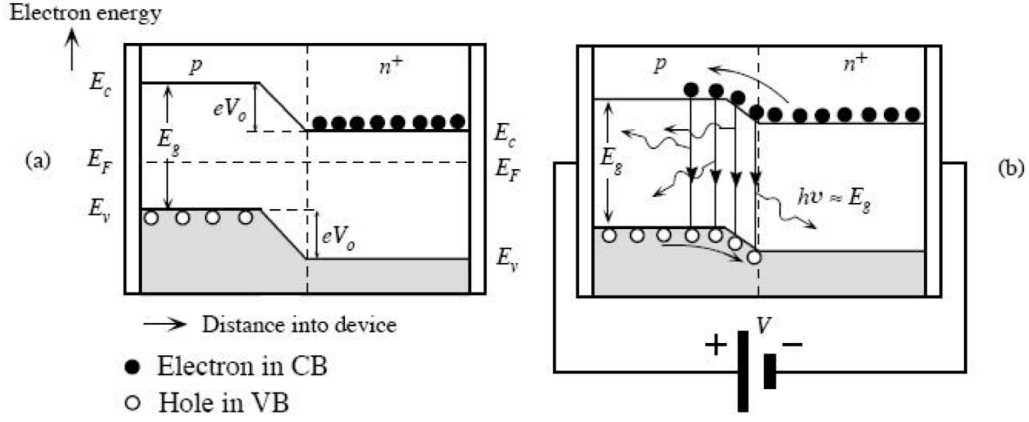 Electron energy
p
n+
E_c
eV_o
E_g
E_c
(a)
E_F
E_F
E_v
eV_o
E_v
Distance into device
Electron in CB
Hole in VB
p
n+
E_g
hυ ≈ E_g
(b)
V
+
−